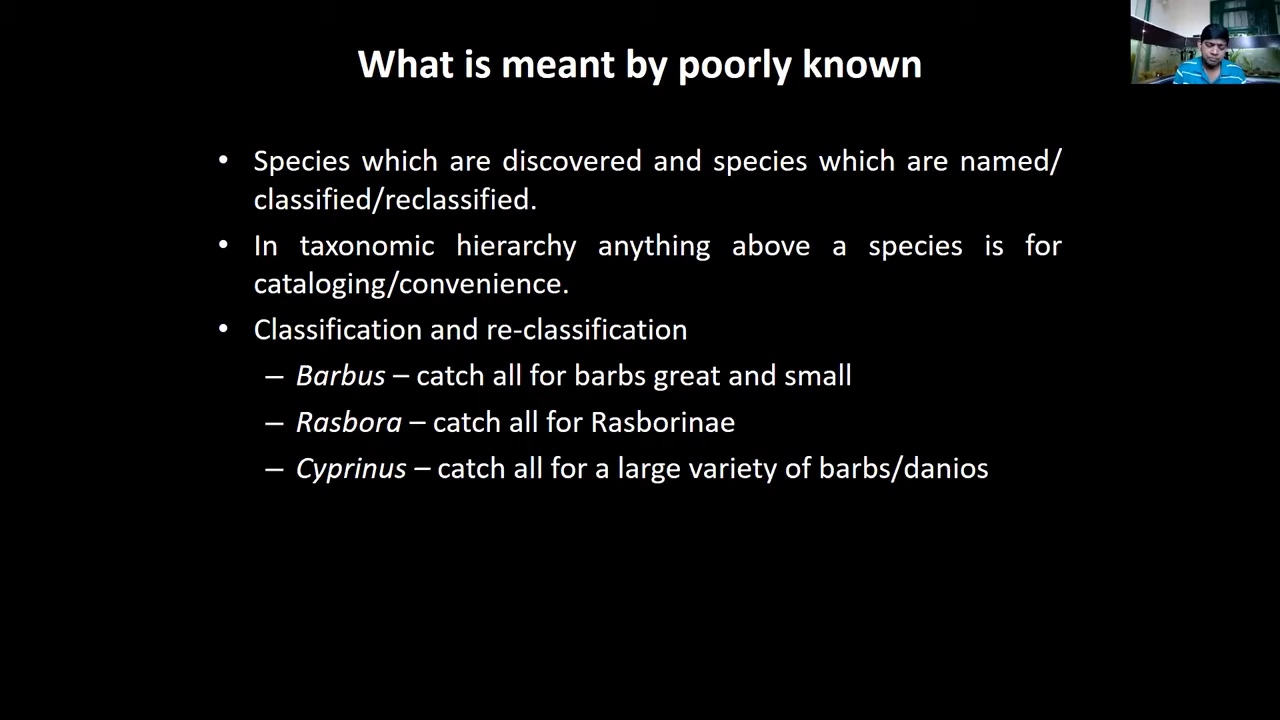 What is meant by poorly known
• Species which are discovered and species which are named/
classified/reclassified.
• In taxonomic hierarchy anything above a species is for
cataloging/convenience.
• Classification and re-classification
– Barbus – catch all for barbs great and small
– Rasbora – catch all for Rasborinae
– Cyprinus – catch all for a large variety of barbs/danios